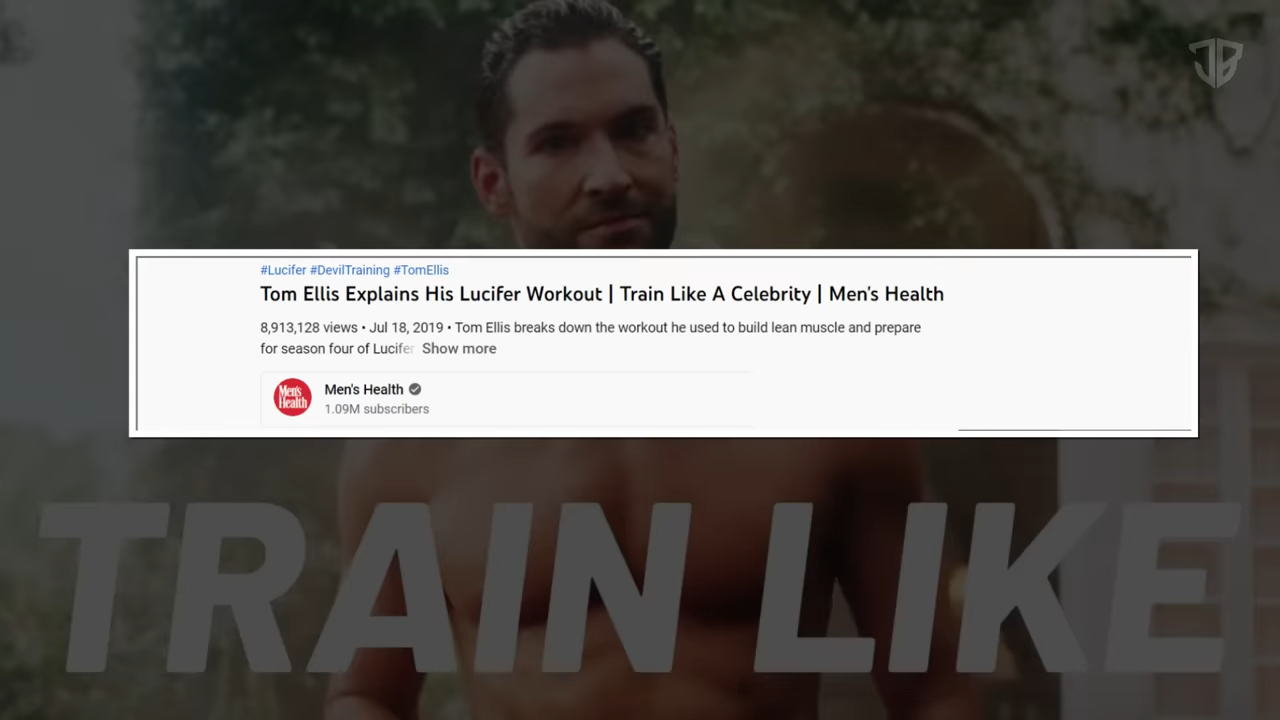 #Lucifer #DevilTraining #TomEllis
Tom Ellis Explains His Lucifer Workout | Train Like A Celebrity | Men's Health
8,913,128 views • Jul 18, 2019 • Tom Ellis breaks down the workout he used to build lean muscle and prepare
for season four of Lucifer Show more
Men's Health
Men's Health
1.09M subscribers
TRAIN LIKE